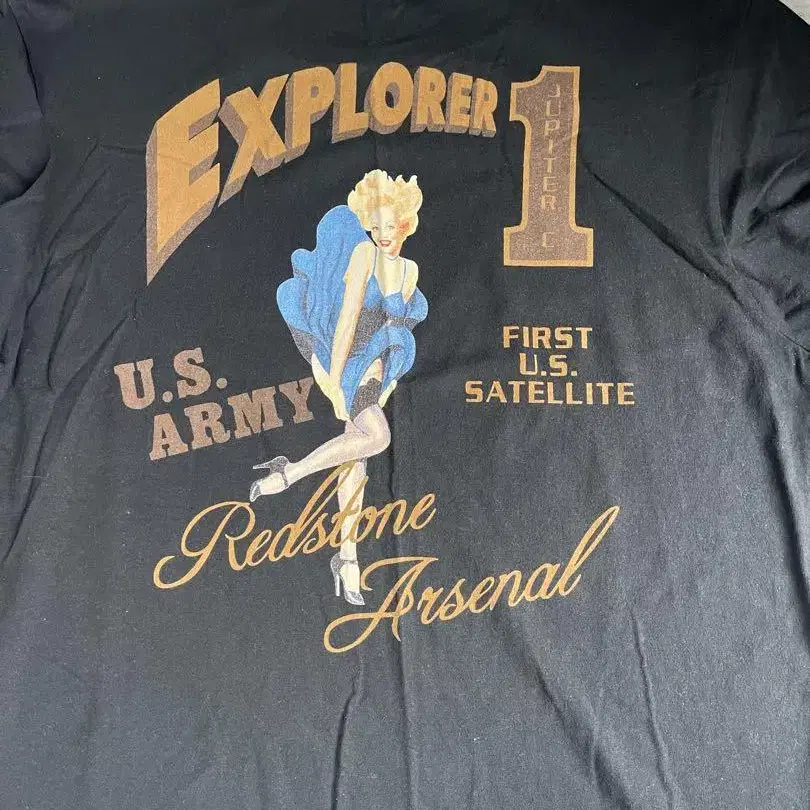 EXPLORER 1
JUPITER C
FIRST
U.S.
SATELLITE
U.S.
ARMY
Redstone
Arsenal